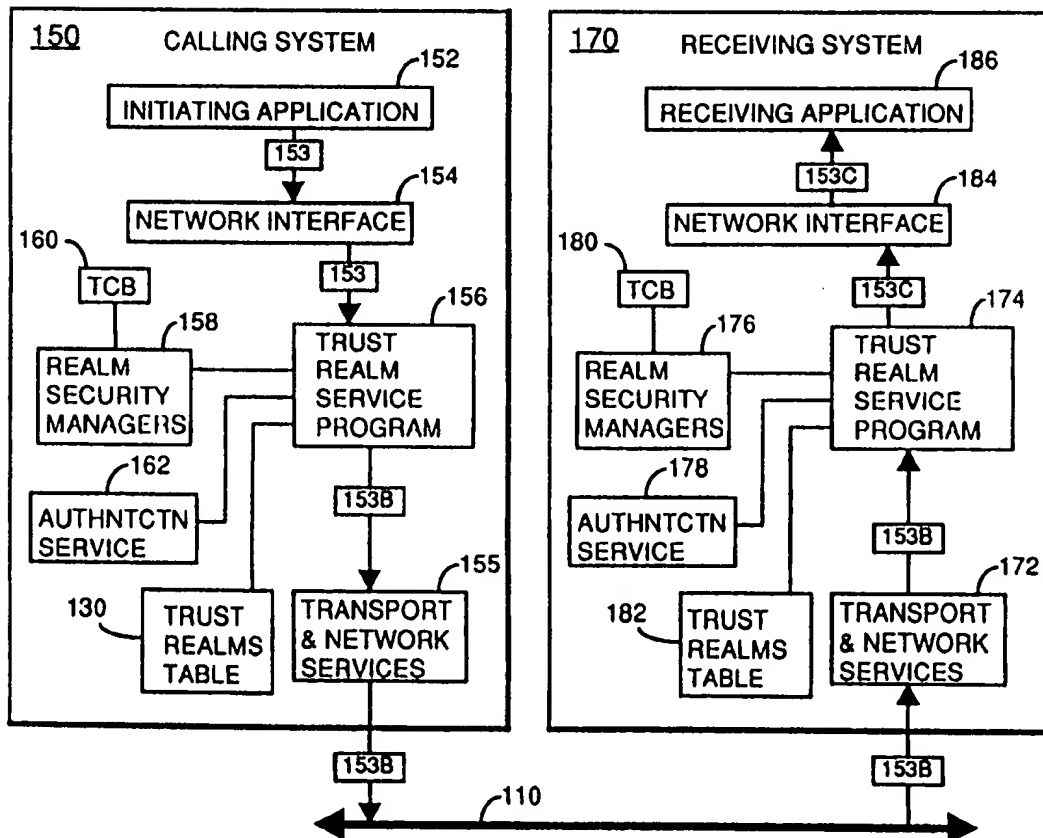 150 CALLING SYSTEM
152
INITIATING APPLICATION
153
154
NETWORK INTERFACE
160
TCB
153
156
158
REALM
SECURITY
MANAGERS
TRUST
REALM
SERVICE
PROGRAM
162
AUTHNTCTN
SERVICE
153B
155
130
TRUST
REALMS
TABLE
TRANSPORT
& NETWORK
SERVICES
153B
110
170 RECEIVING SYSTEM
186
RECEIVING APPLICATION
153C
184
NETWORK INTERFACE
180
TCB
153C
174
176
REALM
SECURITY
MANAGERS
TRUST
REALM
SERVICE
PROGRAM
178
AUTHNTCTN
SERVICE
153B
172
182
TRUST
REALMS
TABLE
TRANSPORT
& NETWORK
SERVICES
153B